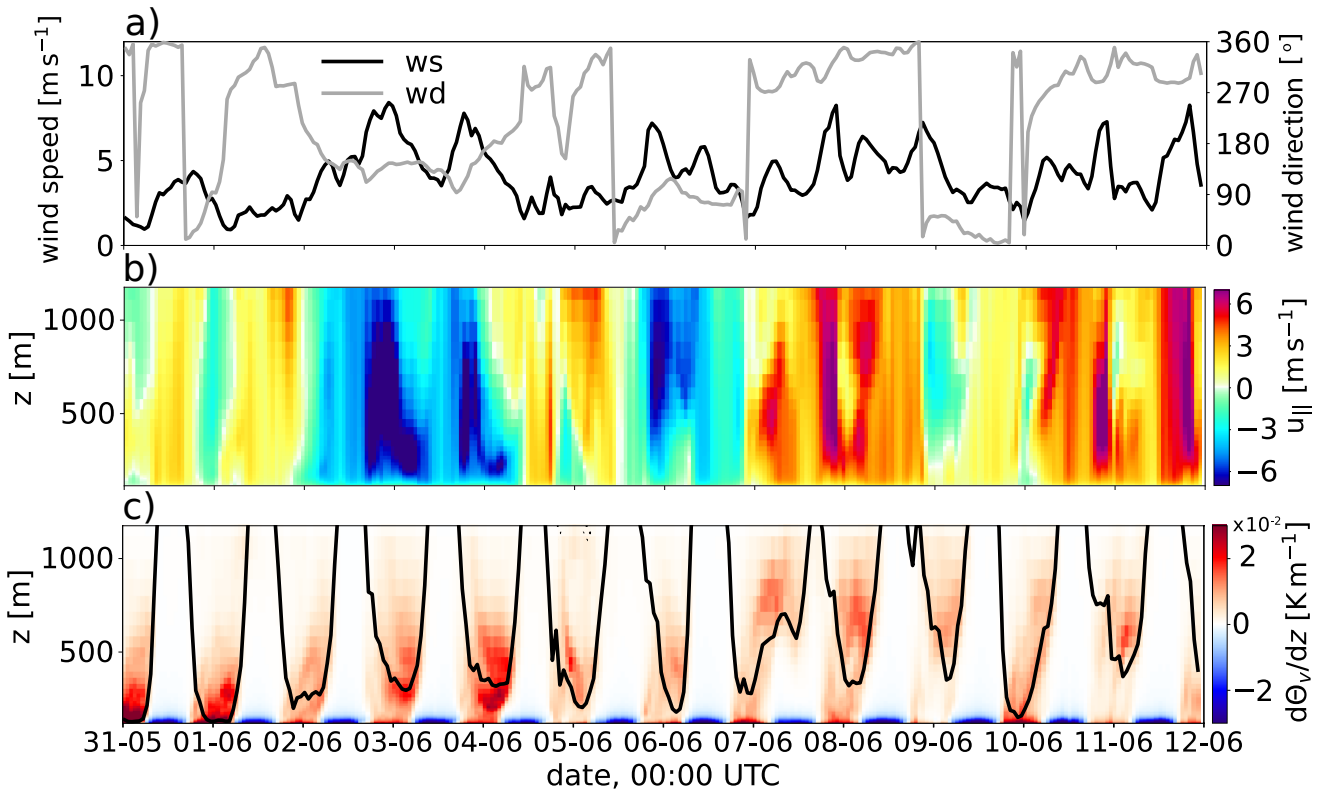 a)
wind speed [m s⁻¹]
10
5
0
ws
wd
360
270
180
90
0
wind direction [°]
b)
z [m]
1000
500
6
3
0
−3
−6
u|| [m s⁻¹]
c)
z [m]
1000
500
x10⁻²
2
0
−2
dΘᵥ/dz [K m⁻¹]
31-05 01-06 02-06 03-06 04-06 05-06 06-06 07-06 08-06 09-06 10-06 11-06 12-06
date, 00:00 UTC